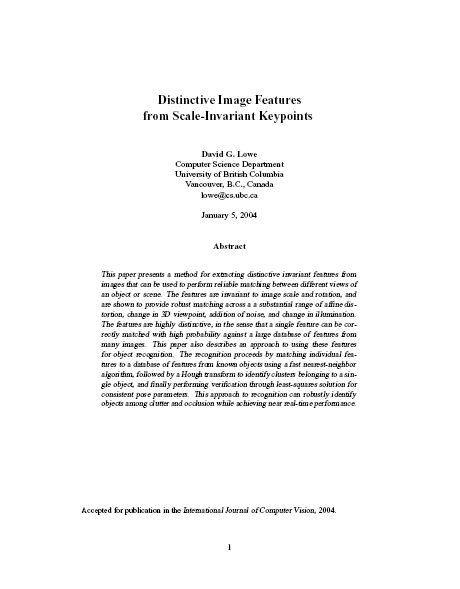 Distinctive Image Features
from Scale-Invariant Keypoints
David G. Lowe
Computer Science Department
University of British Columbia
Vancouver, B.C., Canada
lowe@cs.ubc.ca
January 5, 2004
Abstract
This paper presents a method for extracting distinctive invariant features from
images that can be used to perform reliable matching between different views of
an object or scene. The features are invariant to image scale and rotation, and
are shown to provide robust matching across a a substantial range of affine dis-
tortion, change in 3D viewpoint, addition of noise, and change in illumination.
The features are highly distinctive, in the sense that a single feature can be cor-
rectly matched with high probability against a large database of features from
many images. This paper also describes an approach to using these features
for object recognition. The recognition proceeds by matching individual fea-
tures to a database of features from known objects using a fast nearest-neighbor
algorithm, followed by a Hough transform to identify clusters belonging to a sin-
gle object, and finally performing verification through least-squares solution for
consistent pose parameters. This approach to recognition can robustly identify
objects among clutter and occlusion while achieving near real-time performance.
Accepted for publication in the International Journal of Computer Vision, 2004.
1